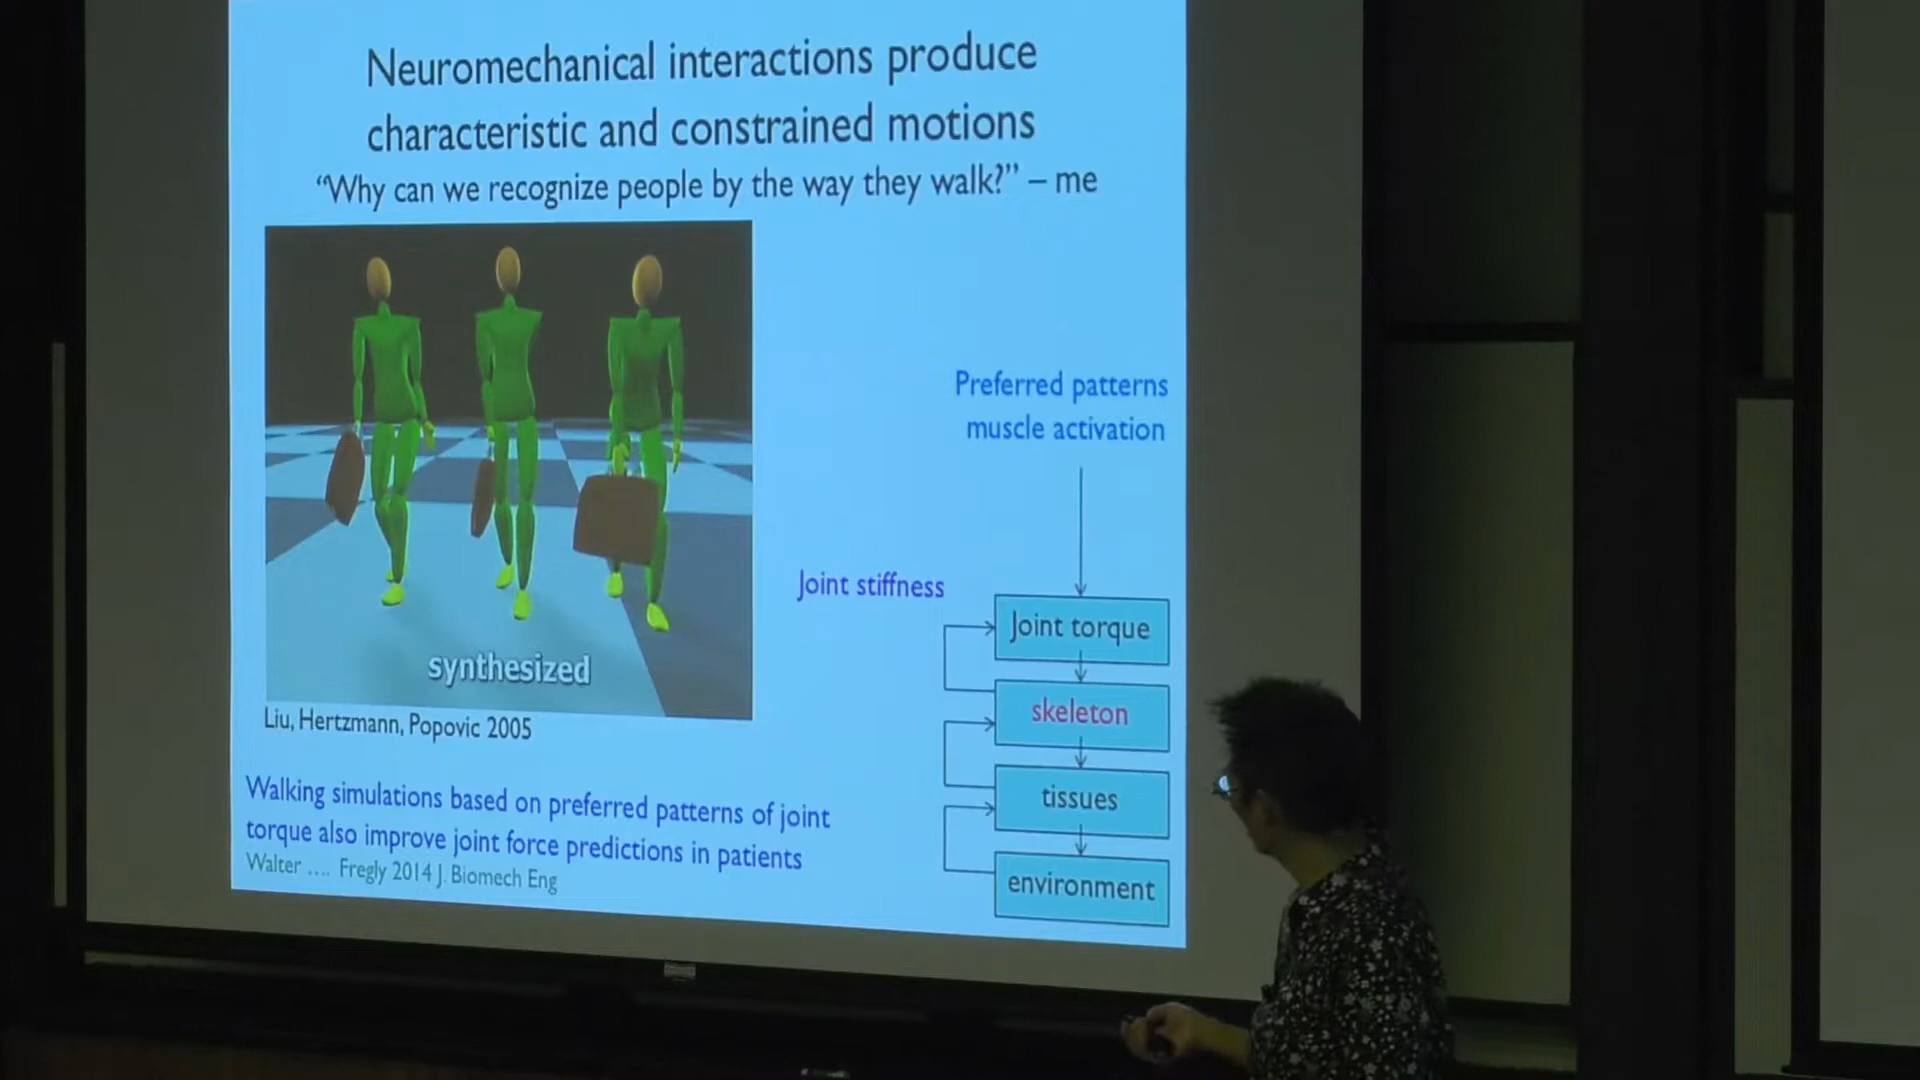 Neuromechanical interactions produce
characteristic and constrained motions
“Why can we recognize people by the way they walk?” – me
synthesized
Liu, Hertzmann, Popovic 2005
Walking simulations based on preferred patterns of joint
torque also improve joint force predictions in patients
Walter .... Fregly 2014 J. Biomech Eng
Preferred patterns
muscle activation
Joint stiffness
Joint torque
skeleton
tissues
environment